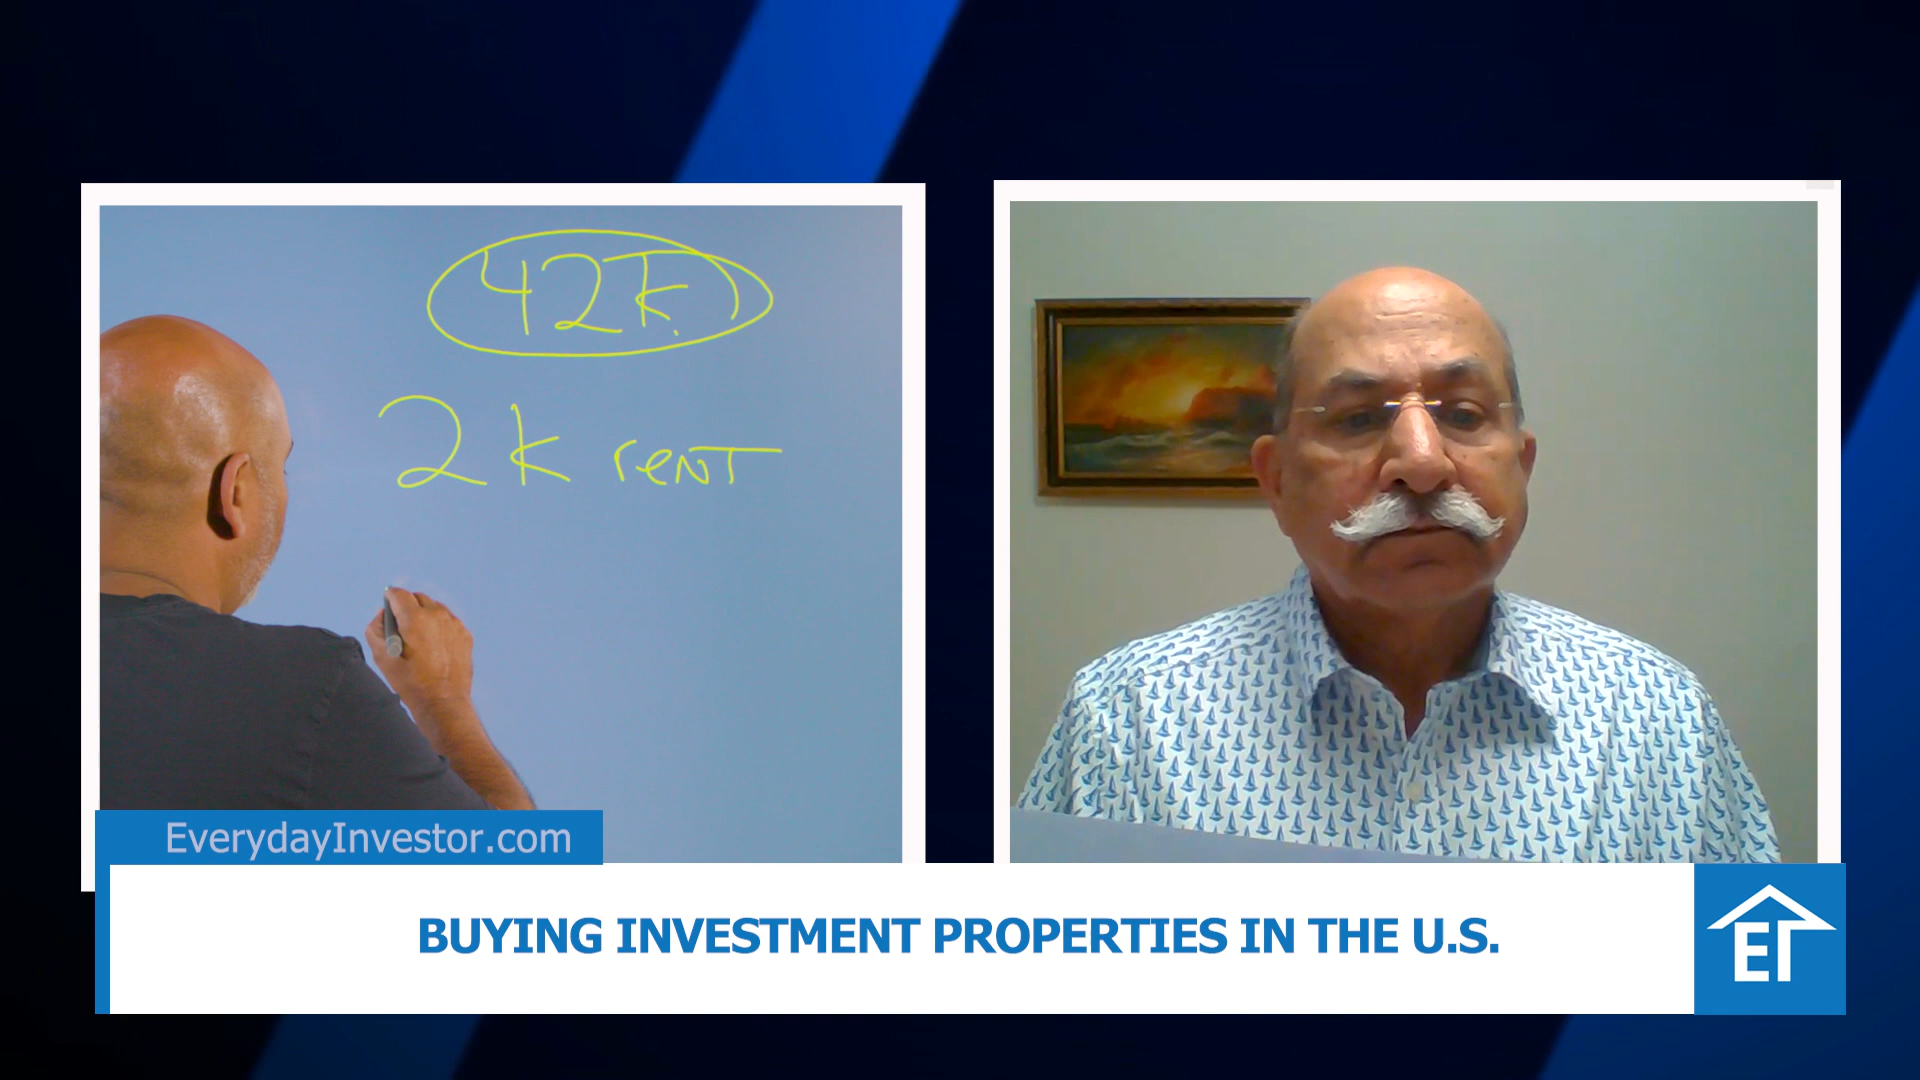 42K
2K rent
EverydayInvestor.com
BUYING INVESTMENT PROPERTIES IN THE U.S.
EI